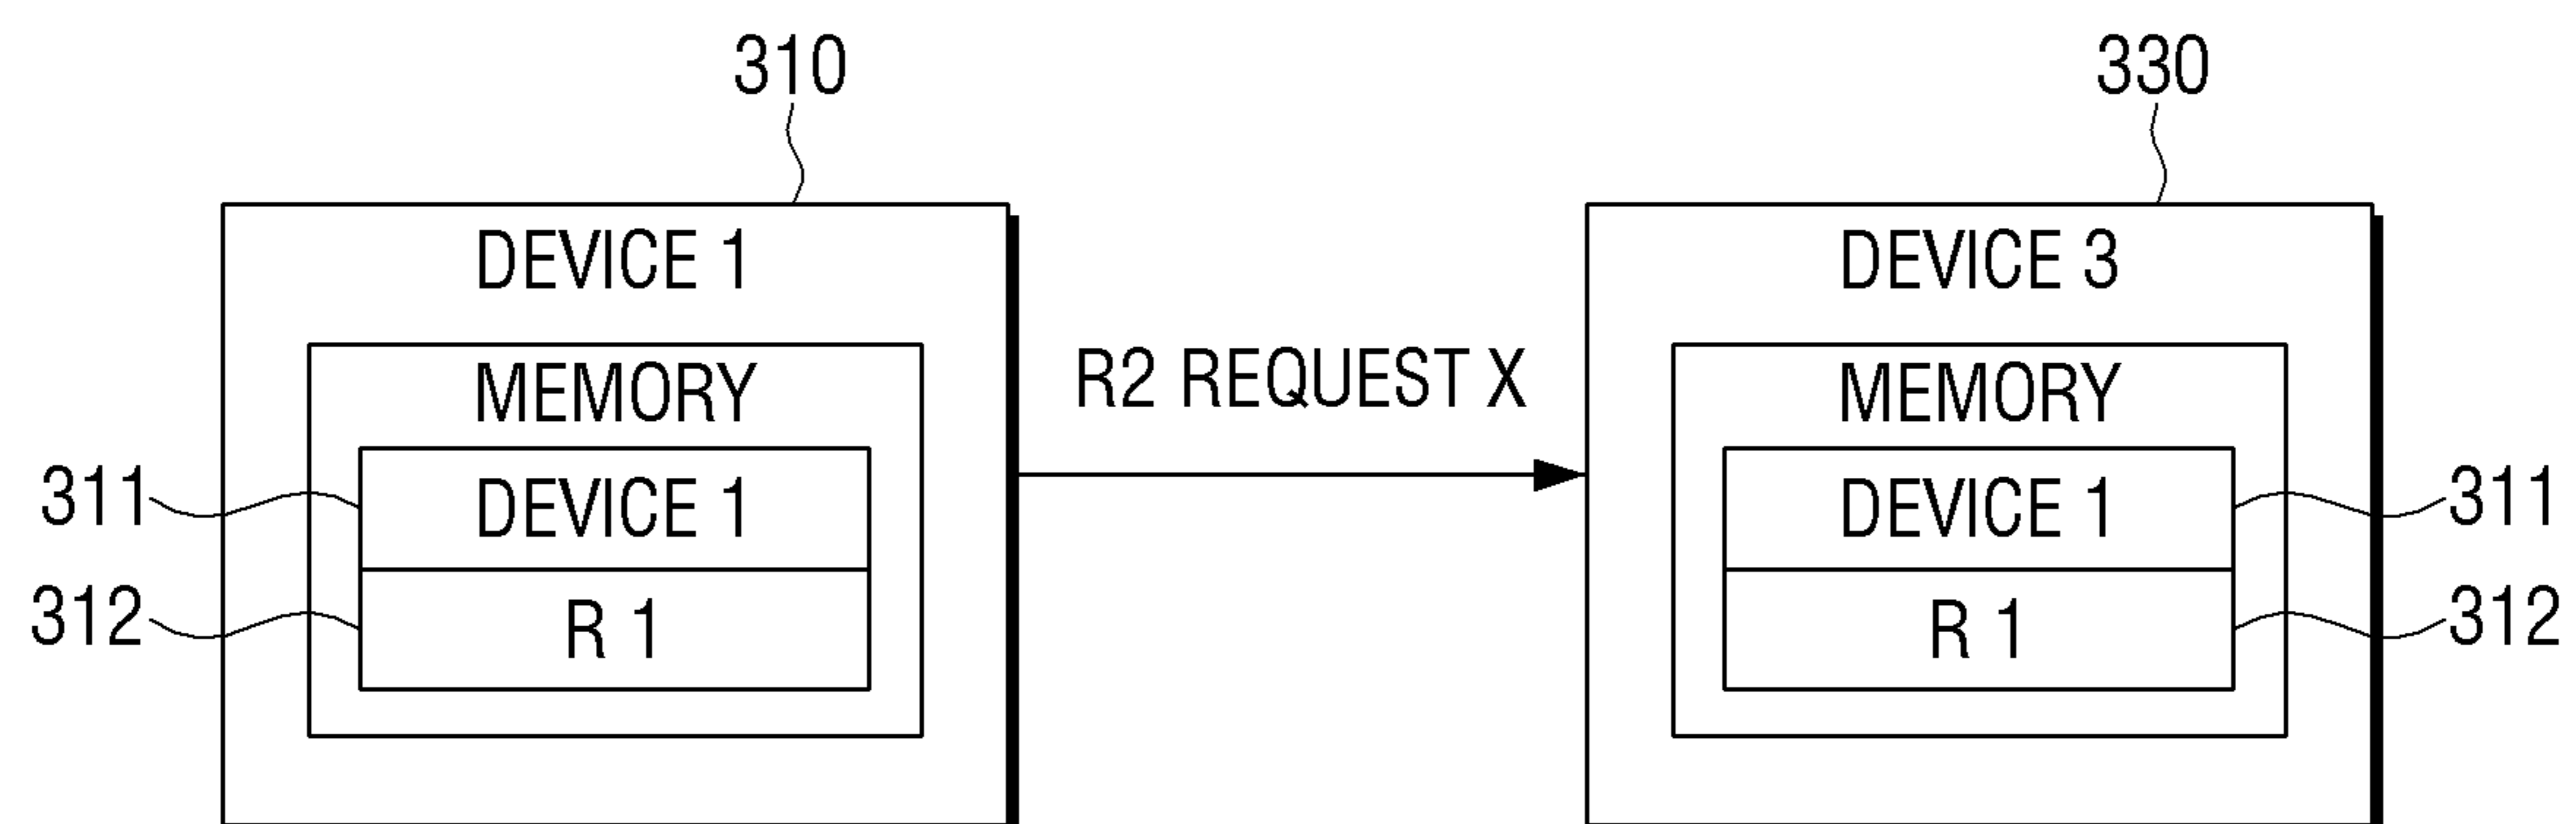 310
330
DEVICE 1
DEVICE 3
MEMORY
R2 REQUEST X
MEMORY
311
DEVICE 1
DEVICE 1
311
312
R 1
R 1
312